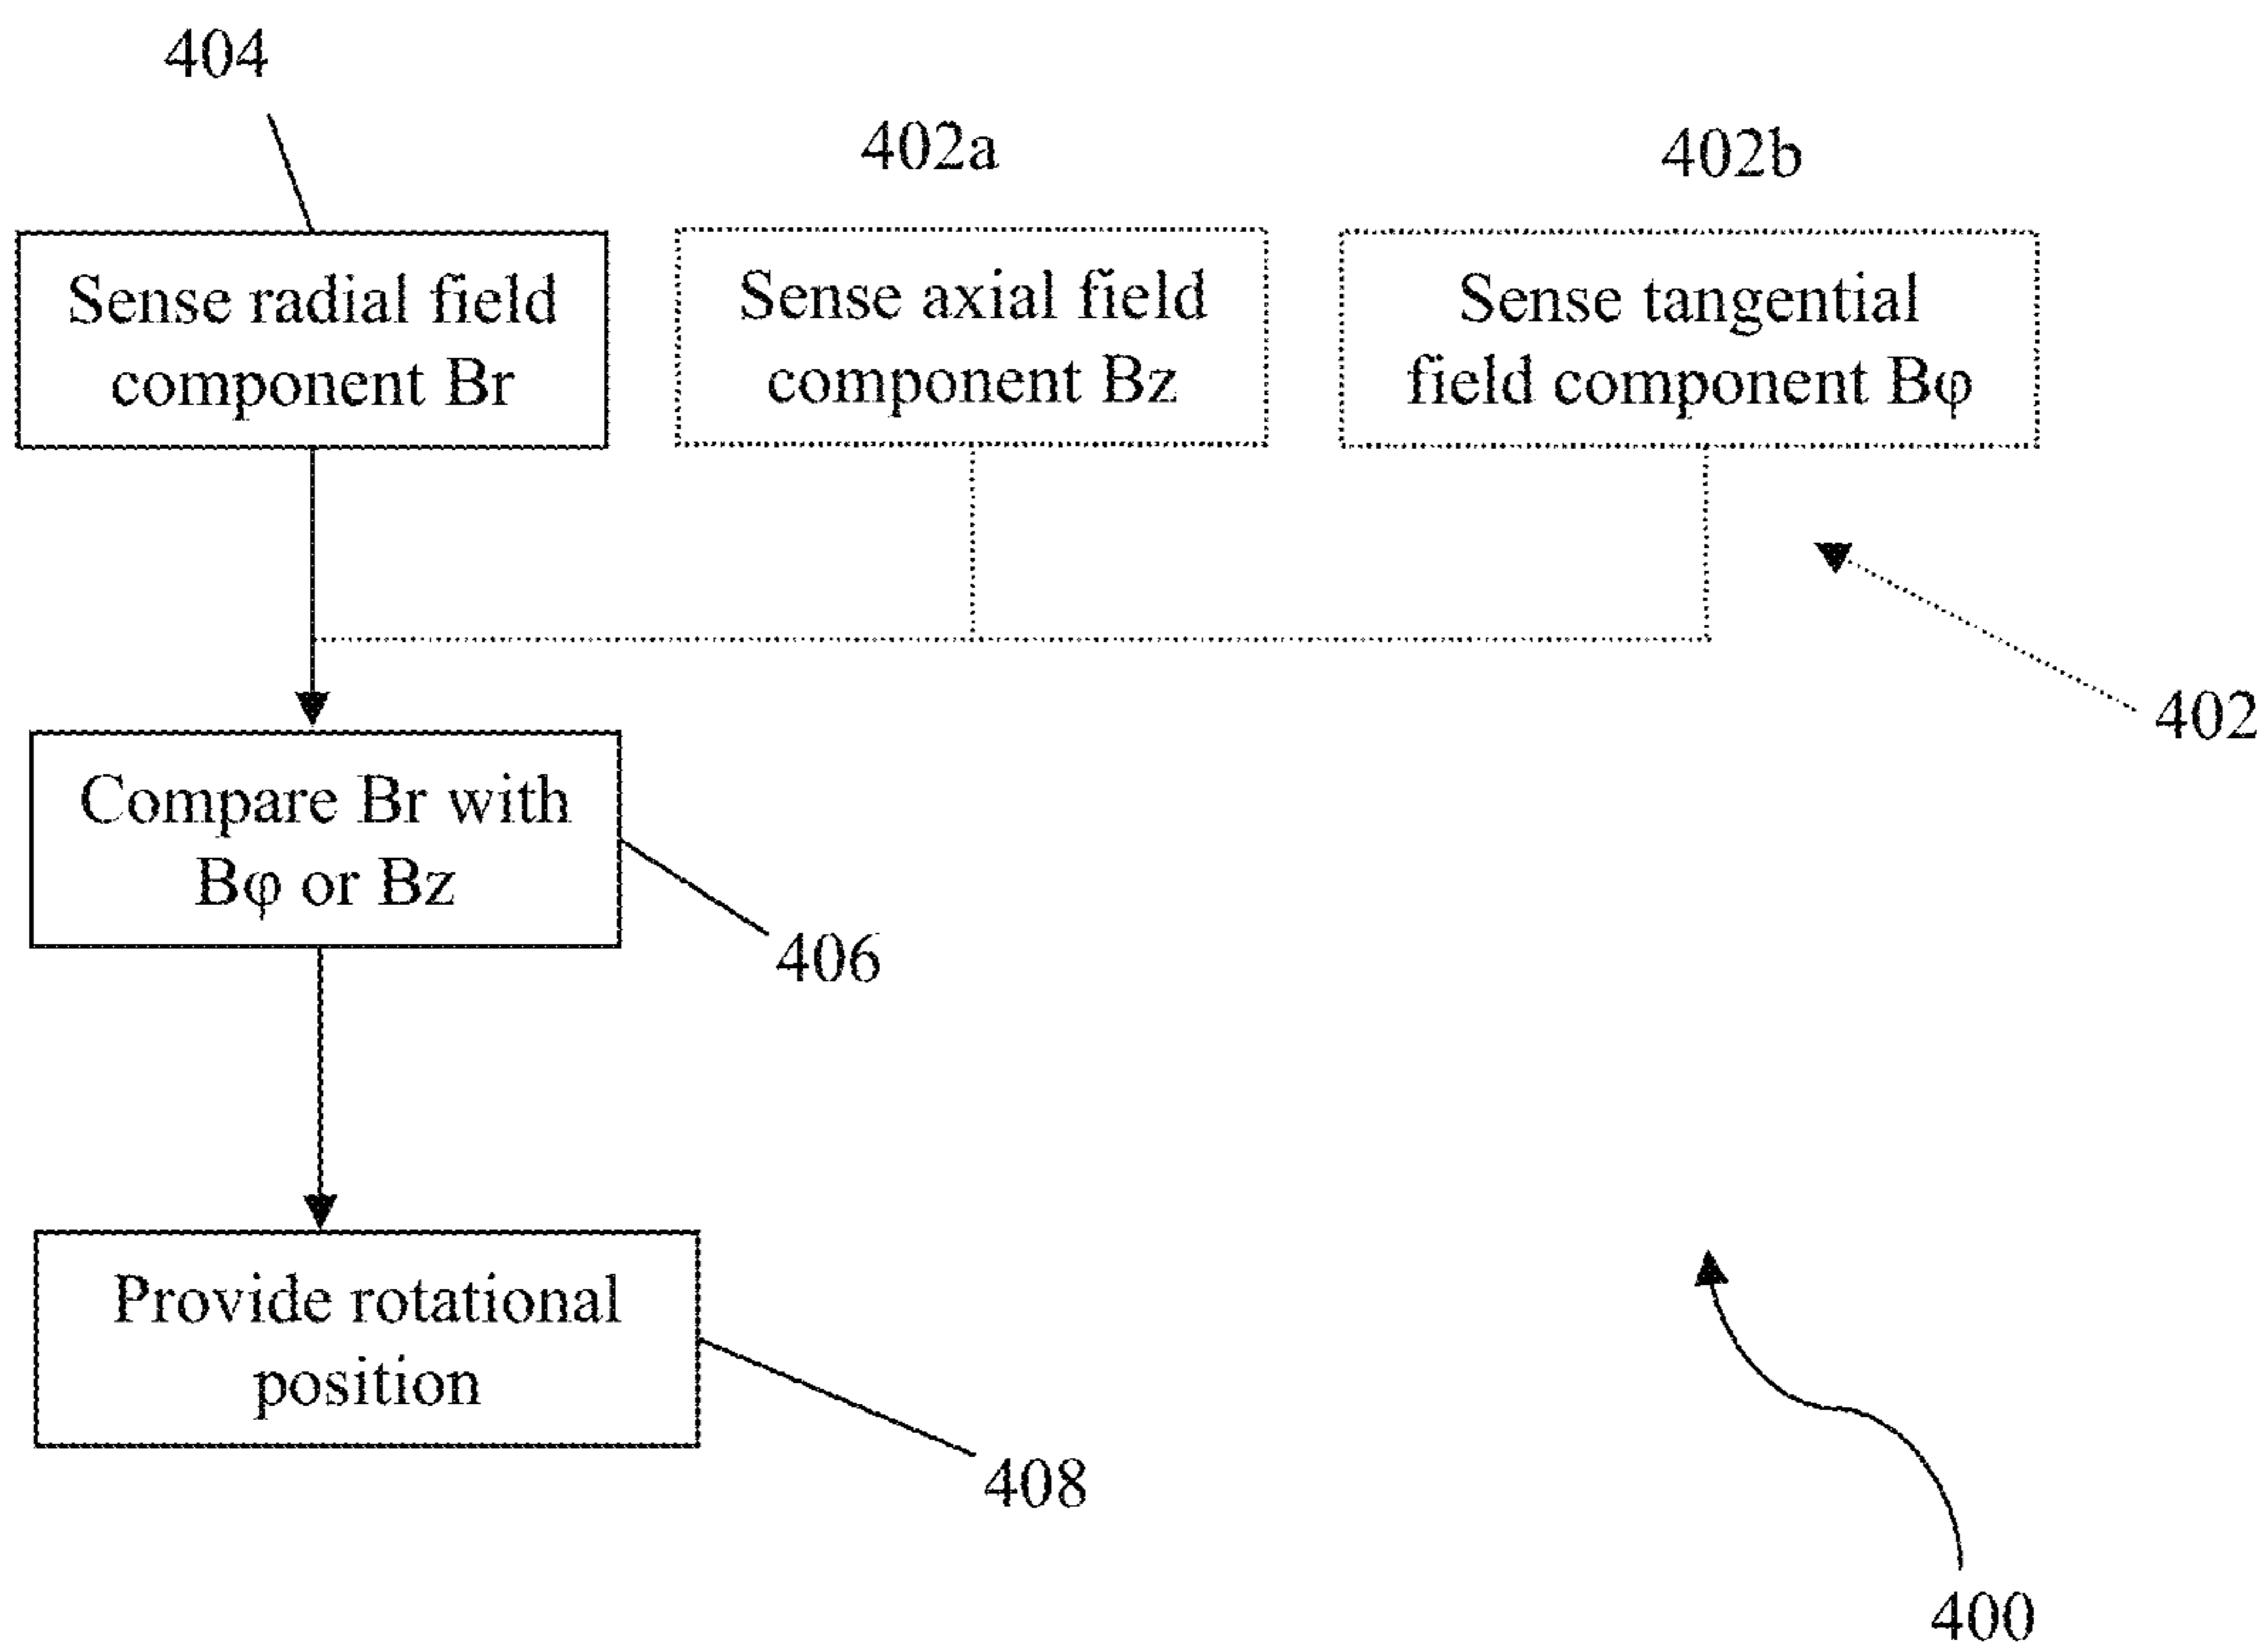 404
402a
402b
Sense radial field
component Br
Sense axial field
component Bz
Sense tangential
field component Bφ
402
Compare Br with
Bφ or Bz
406
Provide rotational
position
408
400